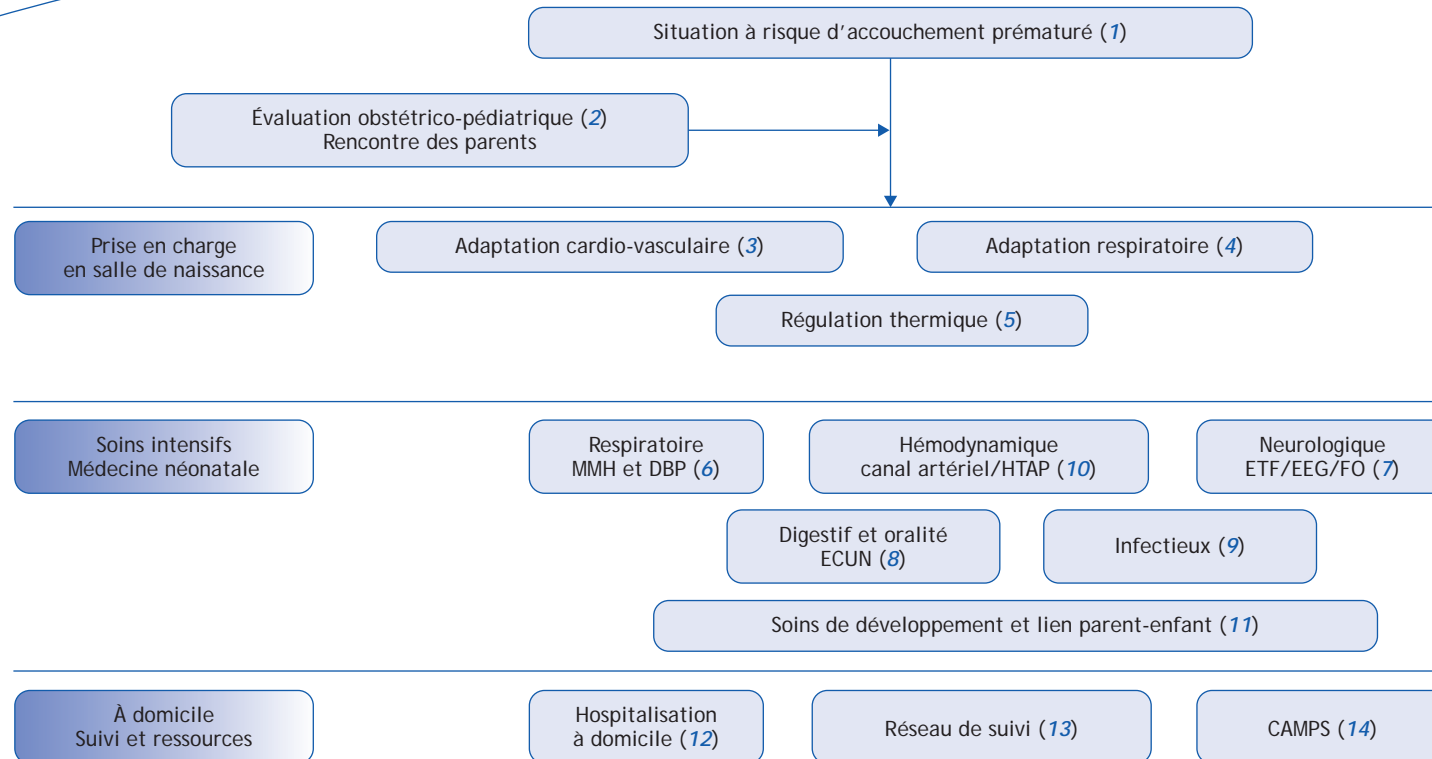 Situation à risque d'accouchement prématuré (1)
Évaluation obstétrico-pédiatrique (2)
Rencontre des parents
Prise en charge
en salle de naissance
Adaptation cardio-vasculaire (3)
Adaptation respiratoire (4)
Régulation thermique (5)
Soins intensifs
Médecine néonatale
Respiratoire
MMH et DBP (6)
Hémodynamique
canal artériel/HTAP (10)
Neurologique
ETF/EEG/FO (7)
Digestif et oralité
ECUN (8)
Infectieux (9)
Soins de développement et lien parent-enfant (11)
À domicile
Suivi et ressources
Hospitalisation
à domicile (12)
Réseau de suivi (13)
CAMPS (14)